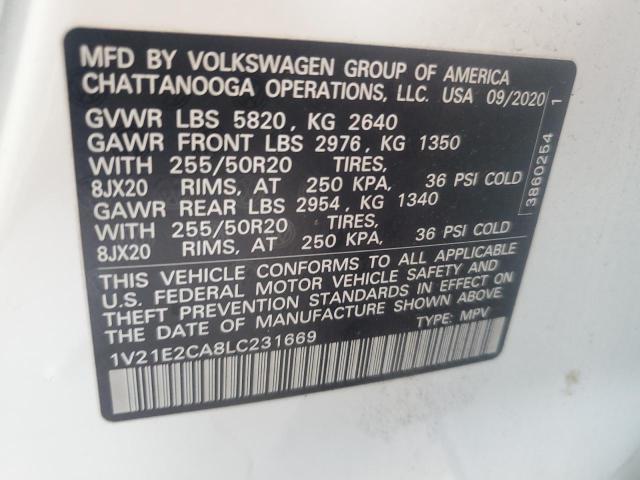 MFD BY VOLKSWAGEN GROUP OF AMERICA
CHATTANOOGA OPERATIONS, LLC. USA 09/2020
GVWR LBS 5820, KG 2640
GAWR FRONT LBS 2976, KG 1350
WITH 255/50R20 TIRES,
8JX20 RIMS, AT 250 KPA, 36 PSI COLD
GAWR REAR LBS 2954, KG 1340
WITH 255/50R20 TIRES,
8JX20 RIMS, AT 250 KPA, 36 PSI COLD
THIS VEHICLE CONFORMS TO ALL APPLICABLE
U.S. FEDERAL MOTOR VEHICLE SAFETY AND
THEFT PREVENTION STANDARDS IN EFFECT ON
THE DATE OF MANUFACTURE SHOWN ABOVE.
1V21E2CA8LC231669 TYPE: MPV
3860254 1